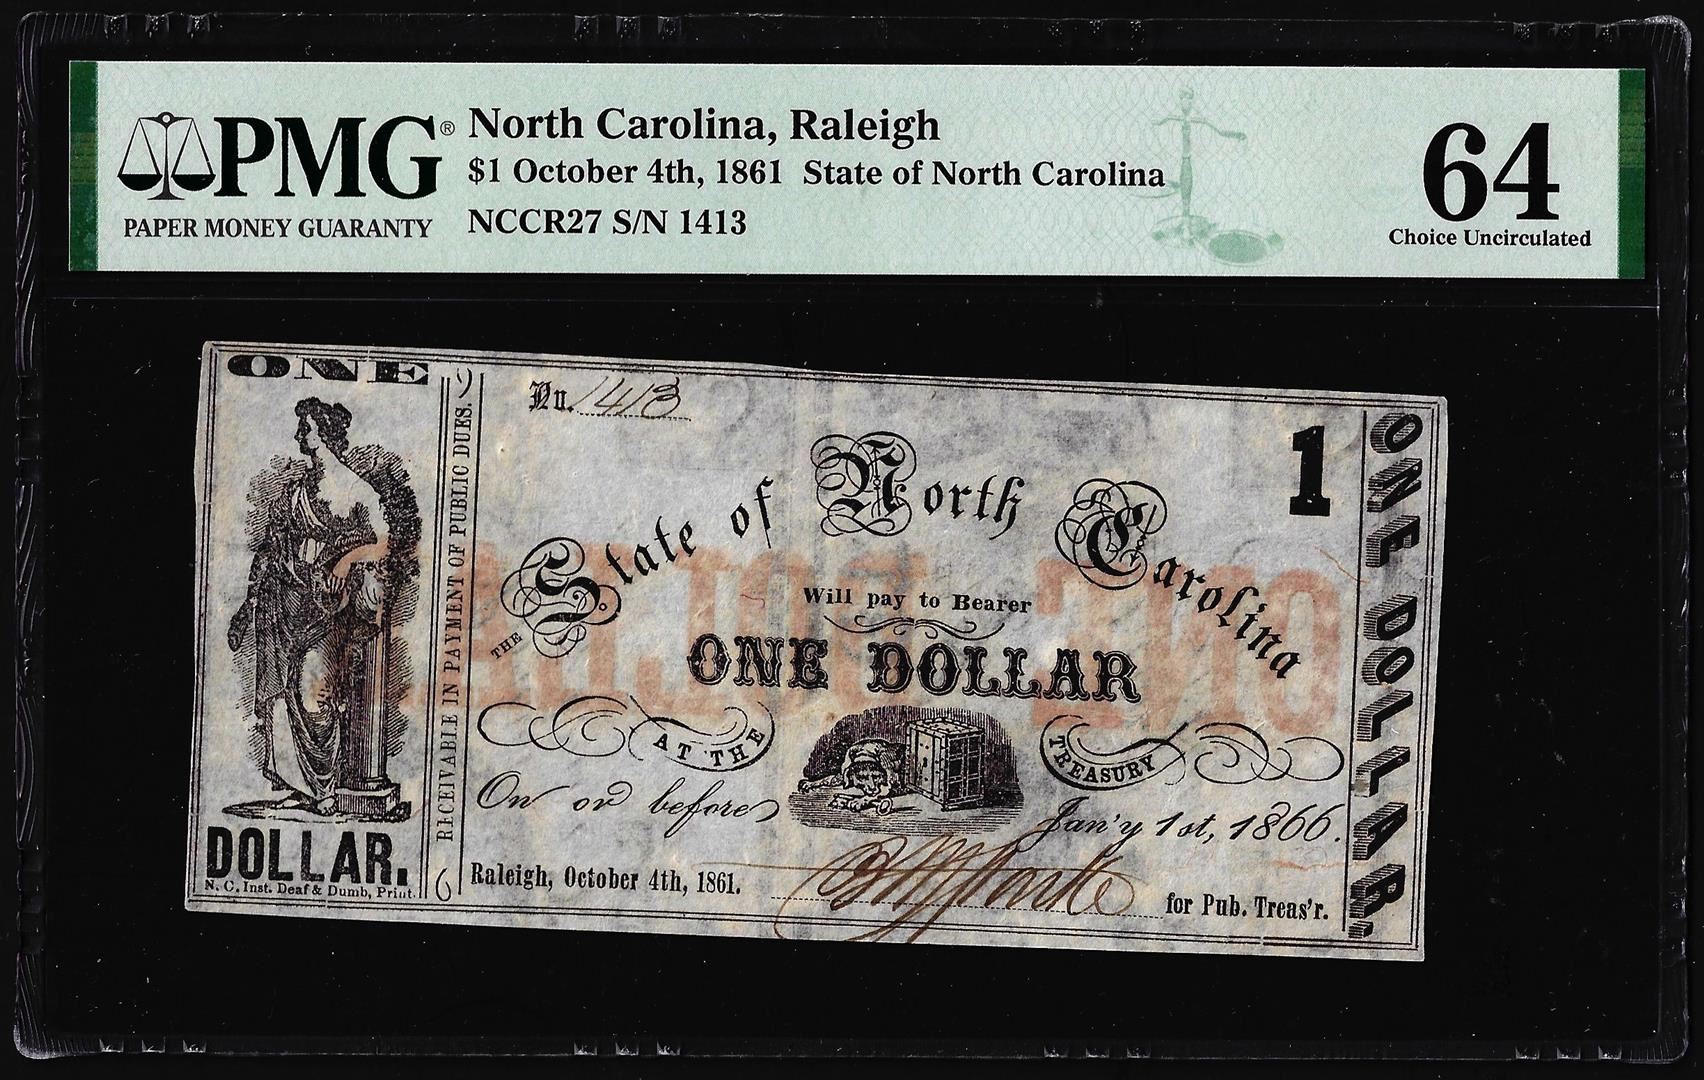 PMG®
PAPER MONEY GUARANTY
North Carolina, Raleigh
$1 October 4th, 1861 State of North Carolina
NCCR27 S/N 1413
64
Choice Uncirculated
ONE
DOLLAR.
N. C. Inst. Deaf & Dumb, Print.
RECEIVABLE IN PAYMENT OF PUBLIC DUES.
No. 1413
1
THE State of North Carolina
Will pay to Bearer
ONE DOLLAR
AT THE TREASURY
On or before Jan'y 1st, 1866.
Raleigh, October 4th, 1861.
for Pub. Treas'r.
ONE DOLLAR.